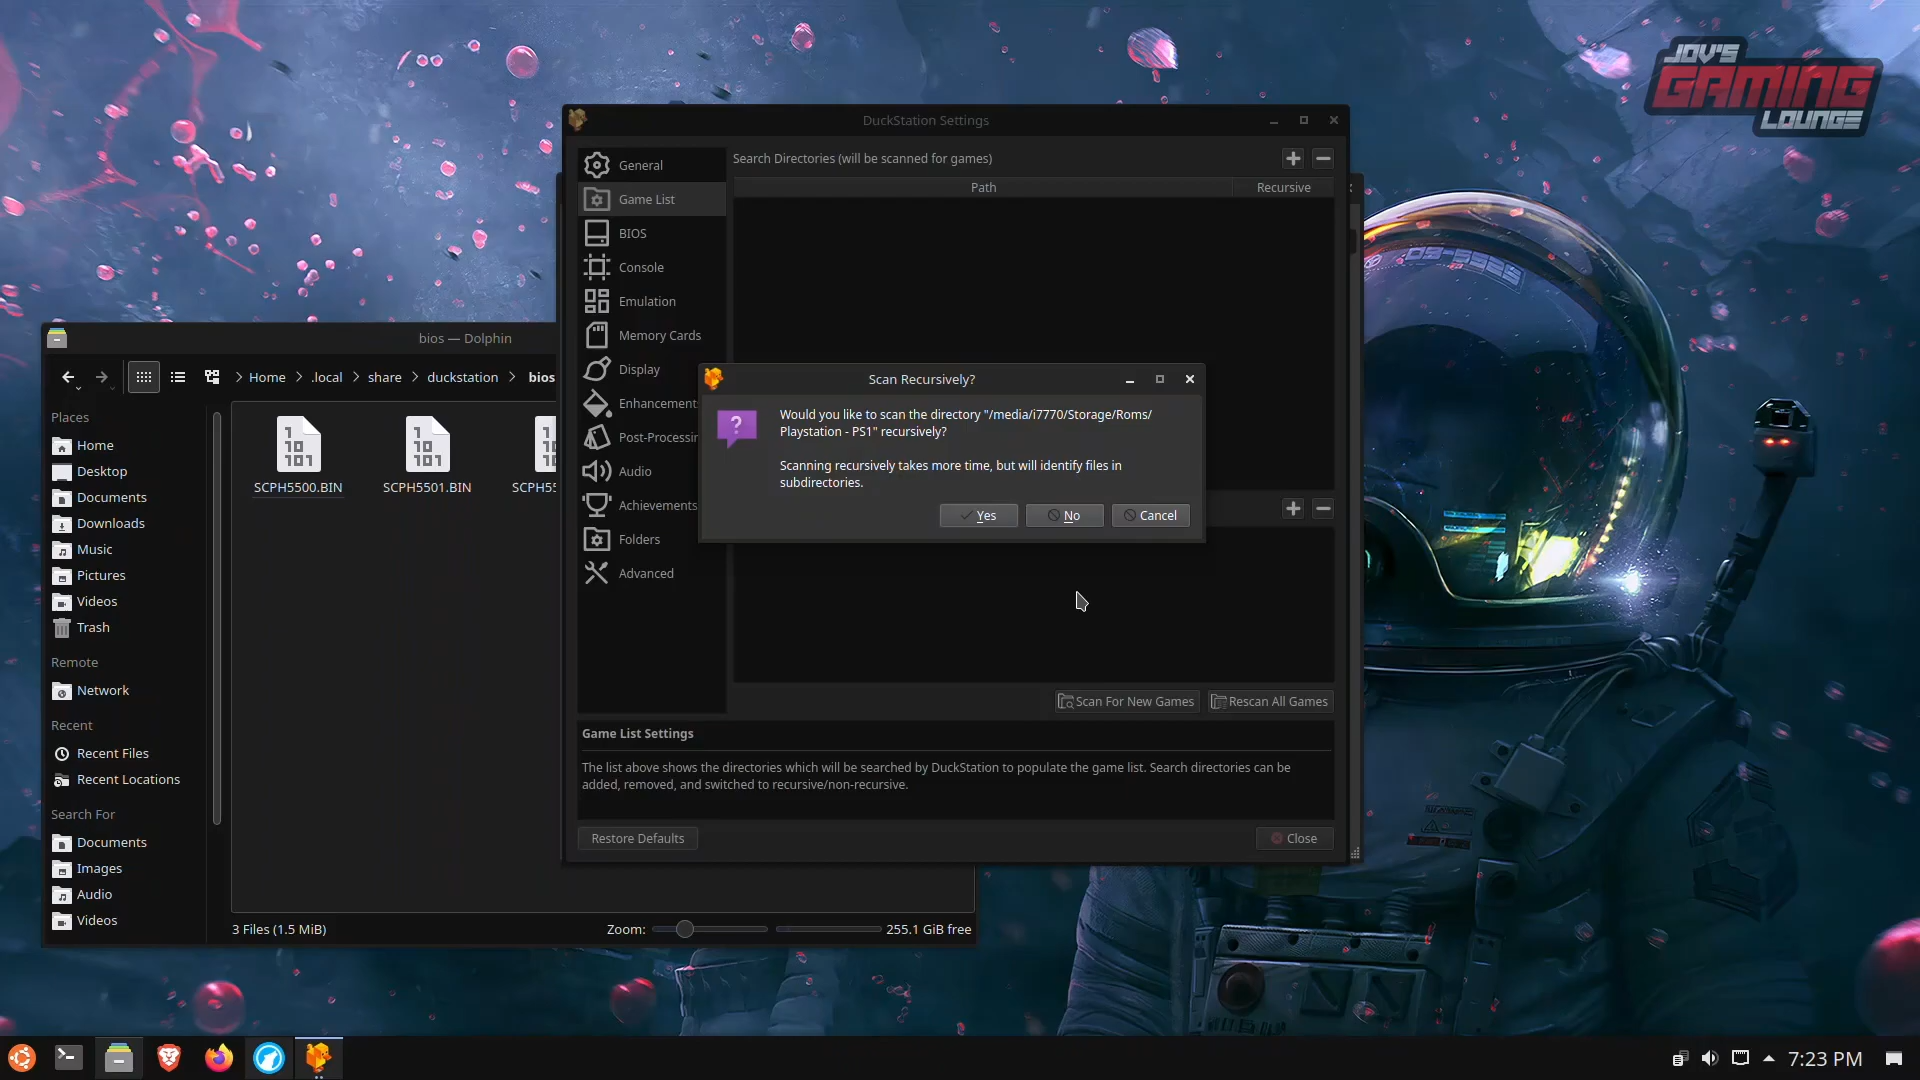 JOV'S
GAMING
LOUNGE
OS-5563
DuckStation Settings
General
Game List
BIOS
Console
Emulation
Memory Cards
Display
Enhancement
Post-Processin
Audio
Achievements
Folders
Advanced
Search Directories (will be scanned for games)
Path
Recursive
Scan Recursively?
Would you like to scan the directory "/media/i7770/Storage/Roms/
Playstation - PS1" recursively?
Scanning recursively takes more time, but will identify files in
subdirectories.
Yes
No
Cancel
Scan For New Games
Rescan All Games
Game List Settings
The list above shows the directories which will be searched by DuckStation to populate the game list. Search directories can be
added, removed, and switched to recursive/non-recursive.
Restore Defaults
Close
bios — Dolphin
Home
.local
share
duckstation
bios
Places
Home
Desktop
Documents
Downloads
Music
Pictures
Videos
Trash
Remote
Network
Recent
Recent Files
Recent Locations
Search For
Documents
Images
Audio
Videos
SCPH5500.BIN
SCPH5501.BIN
SCPH55
3 Files (1.5 MiB)
Zoom:
255.1 GiB free
7:23 PM